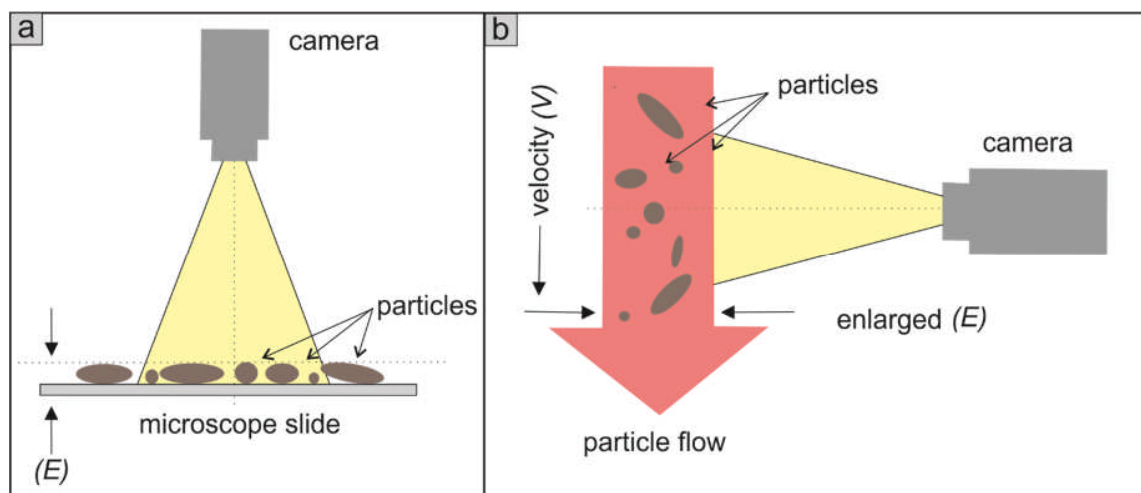 a
camera
particles
microscope slide
(E)
b
particles
velocity (V)
camera
enlarged (E)
particle flow